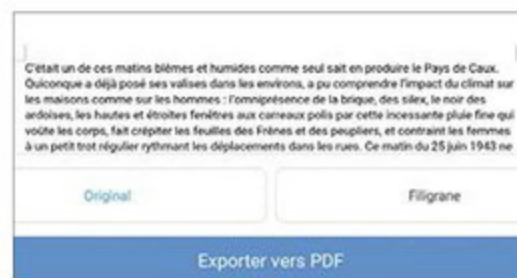 C'était un de ces matins blêmes et humides comme seul sait en produire le Pays de Caux.
Quiconque a déjà posé ses valises dans les environs, a pu comprendre l'impact du climat sur
les maisons comme sur les hommes : l'omniprésence de la brique, des silex, le noir des
ardoises, les hautes et étroites fenêtres aux carreaux polis par cette incessante pluie fine qui
voûte les corps, fait crépiter les feuilles des Frênes et des peupliers, et contraint les femmes
à un petit trot régulier rythmant les déplacements dans les rues. Ce matin du 25 juin 1943 ne
Original
Filigrane
Exporter vers PDF